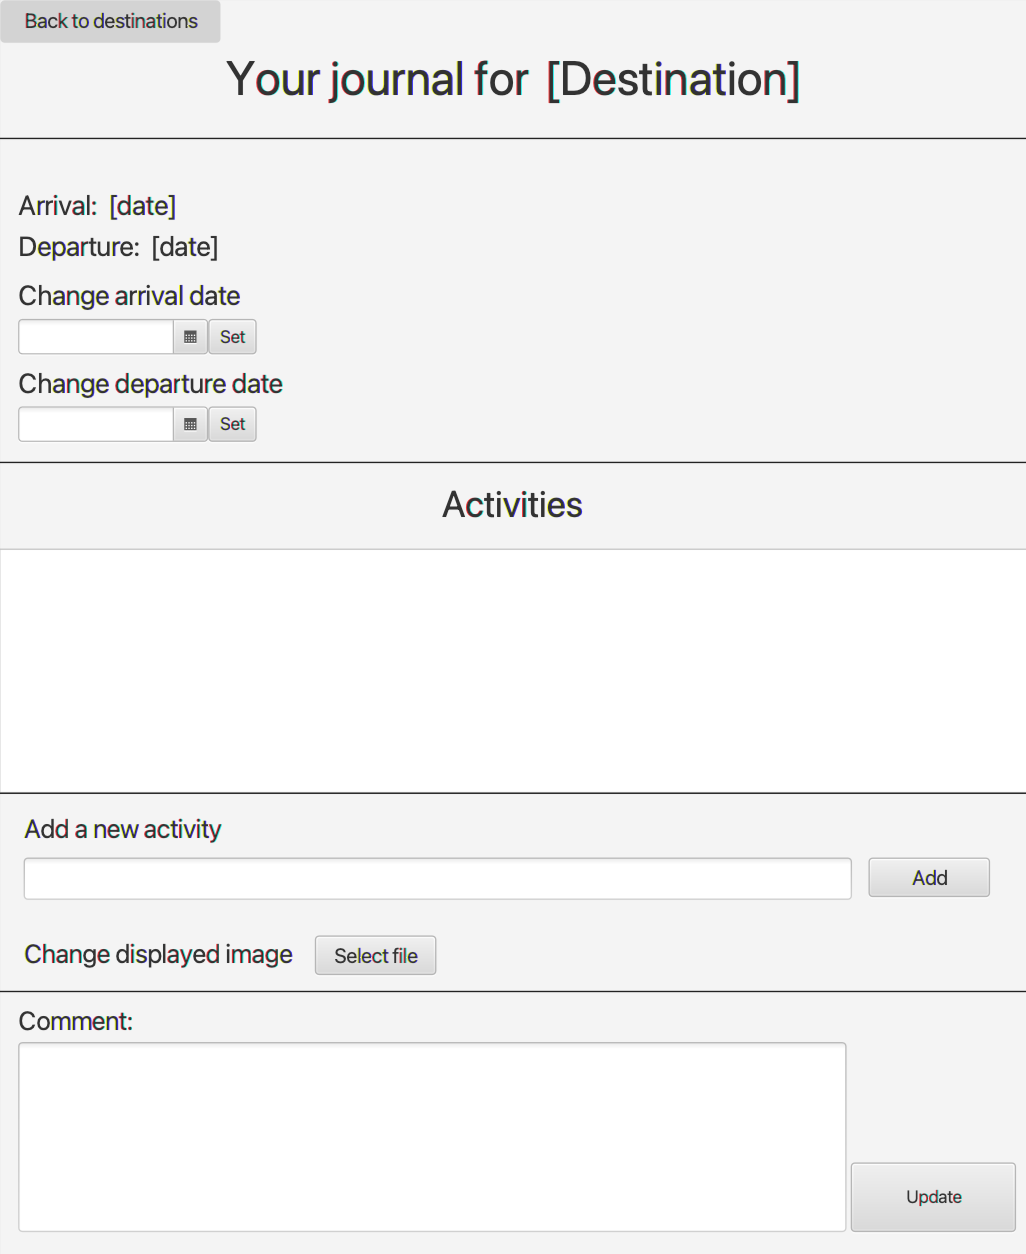 Back to destinations
Your journal for [Destination]
Arrival: [date]
Departure: [date]
Change arrival date
Set
Change departure date
Set
Activities
Add a new activity
Add
Change displayed image Select file
Comment:
Update